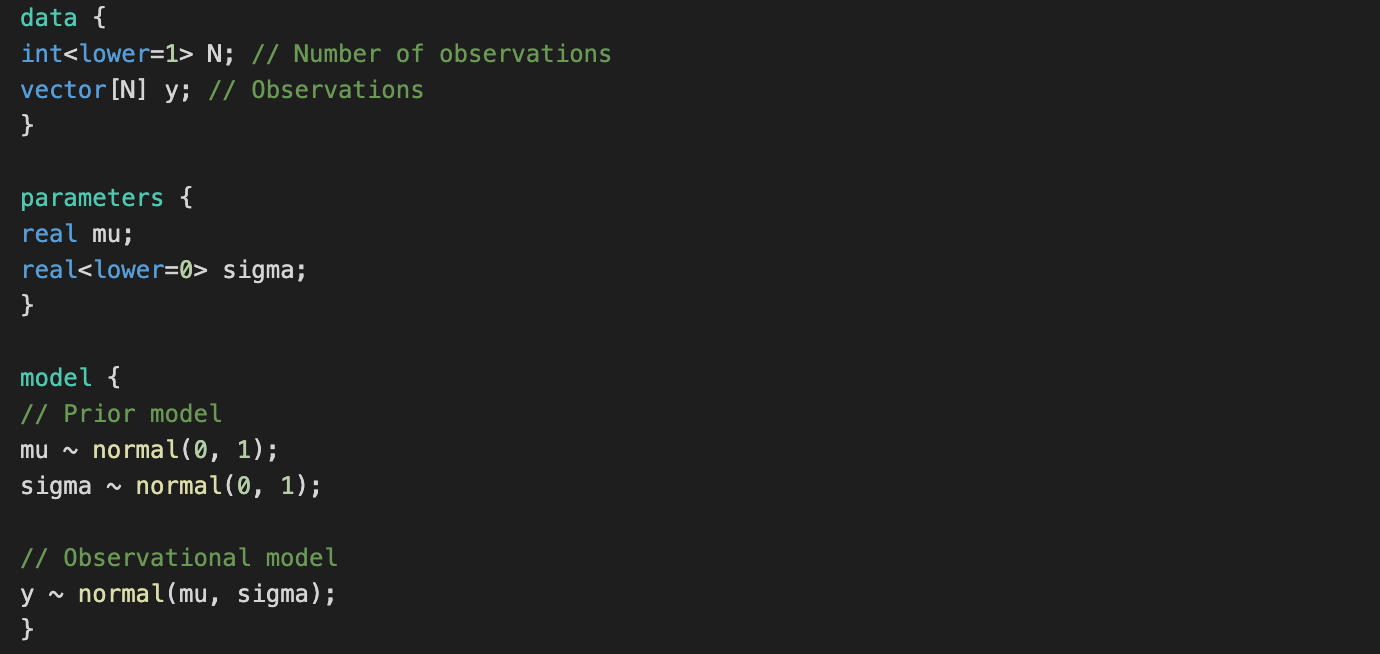 data {
int<lower=1> N; // Number of observations
vector[N] y; // Observations
}
parameters {
real mu;
real<lower=0> sigma;
}
model {
// Prior model
mu ~ normal(0, 1);
sigma ~ normal(0, 1);
// Observational model
y ~ normal(mu, sigma);
}